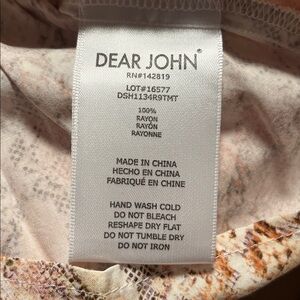 DEAR JOHN®
RN#142819
LOT#16577
DSH1134R9TMT
100%
RAYON
RAYÓN
RAYONNE
MADE IN CHINA
HECHO EN CHINA
FABRIQUÉ EN CHINE
HAND WASH COLD
DO NOT BLEACH
RESHAPE DRY FLAT
DO NOT TUMBLE DRY
DO NOT IRON